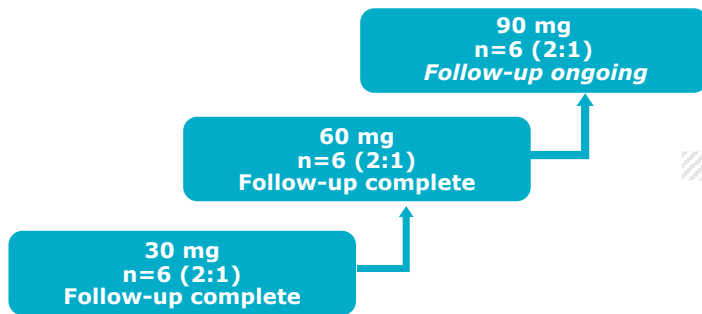 90 mg
n=6 (2:1)
Follow-up ongoing
60 mg
n=6 (2:1)
Follow-up complete
30 mg
n=6 (2:1)
Follow-up complete